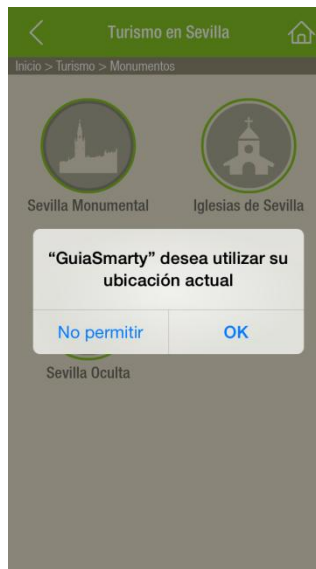 Turismo en Sevilla
Inicio > Turismo > Monumentos
Sevilla Monumental
Iglesias de Sevilla
“GuiaSmarty” desea utilizar su
ubicación actual
No permitir
OK
Sevilla Oculta